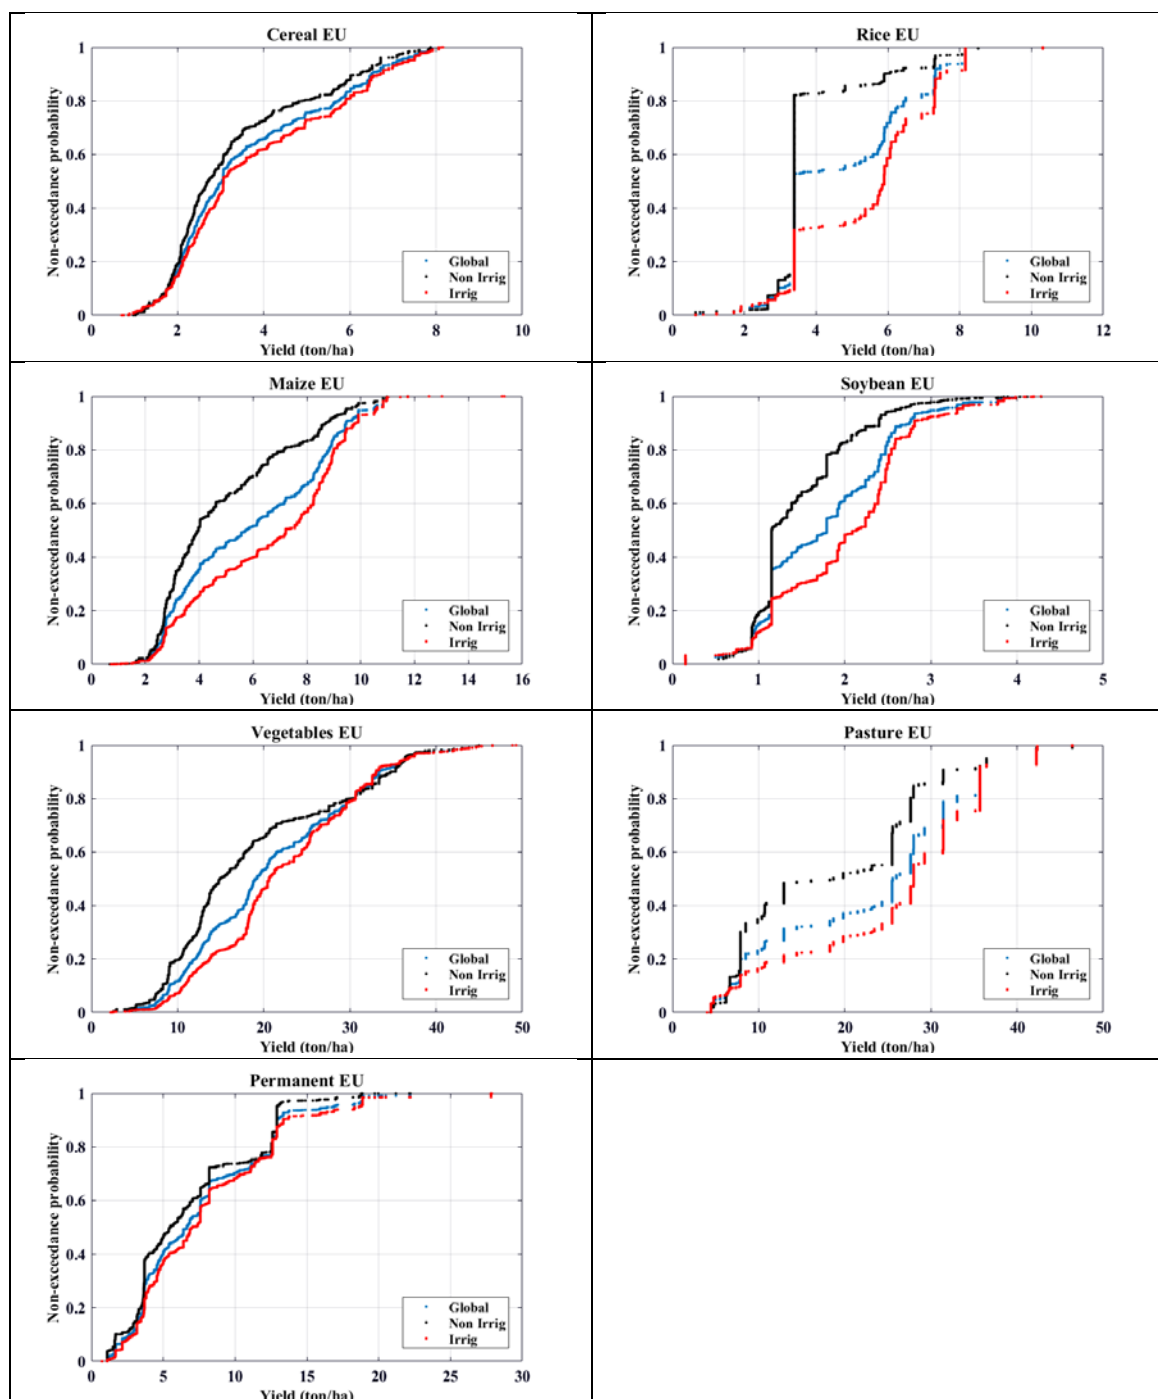 Cereal EU
Non-exceedance probability
1
0.8
0.6
0.4
0.2
0
0 2 4 6 8 10
Yield (ton/ha)
Global
Non Irrig
Irrig
Rice EU
Non-exceedance probability
1
0.8
0.6
0.4
0.2
0
0 2 4 6 8 10 12
Yield (ton/ha)
Global
Non Irrig
Irrig
Maize EU
Non-exceedance probability
1
0.8
0.6
0.4
0.2
0
0 2 4 6 8 10 12 14 16
Yield (ton/ha)
Global
Non Irrig
Irrig
Soybean EU
Non-exceedance probability
1
0.8
0.6
0.4
0.2
0
0 1 2 3 4 5
Yield (ton/ha)
Global
Non Irrig
Irrig
Vegetables EU
Non-exceedance probability
1
0.8
0.6
0.4
0.2
0
0 10 20 30 40 50
Yield (ton/ha)
Global
Non Irrig
Irrig
Pasture EU
Non-exceedance probability
1
0.8
0.6
0.4
0.2
0
0 10 20 30 40 50
Yield (ton/ha)
Global
Non Irrig
Irrig
Permanent EU
Non-exceedance probability
1
0.8
0.6
0.4
0.2
0
0 5 10 15 20 25 30
Yield (ton/ha)
Global
Non Irrig
Irrig